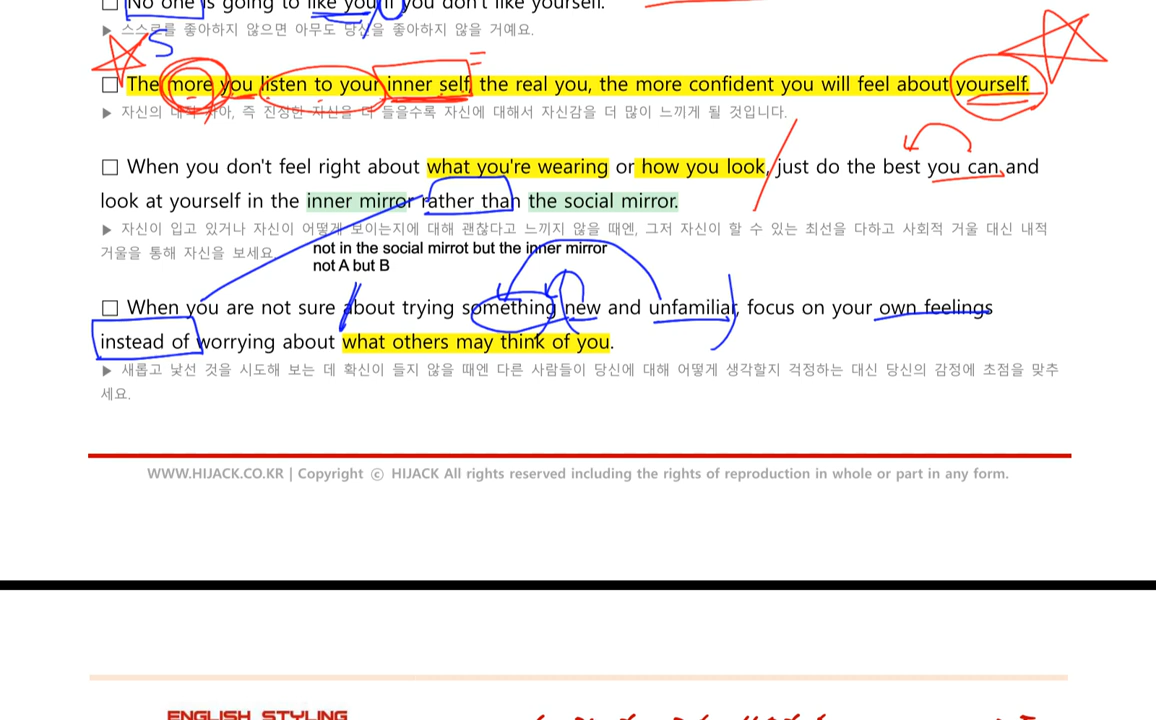 ☐ No one is going to like you if you don't like yourself.
▶ 스스로를 좋아하지 않으면 아무도 당신을 좋아하지 않을 거예요.
S
☐ The more you listen to your inner self, the real you, the more confident you will feel about yourself.
▶ 자신의 내적 자아, 즉 진정한 자신을 더 들을수록 자신에 대해서 자신감을 더 많이 느끼게 될 것입니다.
☐ When you don't feel right about what you're wearing or how you look, just do the best you can and
look at yourself in the inner mirror rather than the social mirror.
▶ 자신이 입고 있거나 자신이 어떻게 보이는지에 대해 괜찮다고 느끼지 않을 때엔, 그저 자신이 할 수 있는 최선을 다하고 사회적 거울 대신 내적
거울을 통해 자신을 보세요.
not in the social mirrot but the inner mirror
not A but B
☐ When you are not sure about trying something new and unfamiliar, focus on your own feelings
instead of worrying about what others may think of you.
▶ 새롭고 낯선 것을 시도해 보는 데 확신이 들지 않을 때엔 다른 사람들이 당신에 대해 어떻게 생각할지 걱정하는 대신 당신의 감정에 초점을 맞추
세요.
WWW.HIJACK.CO.KR | Copyright ⓒ HIJACK All rights reserved including the rights of reproduction in whole or part in any form.
ENGLISH STYLING